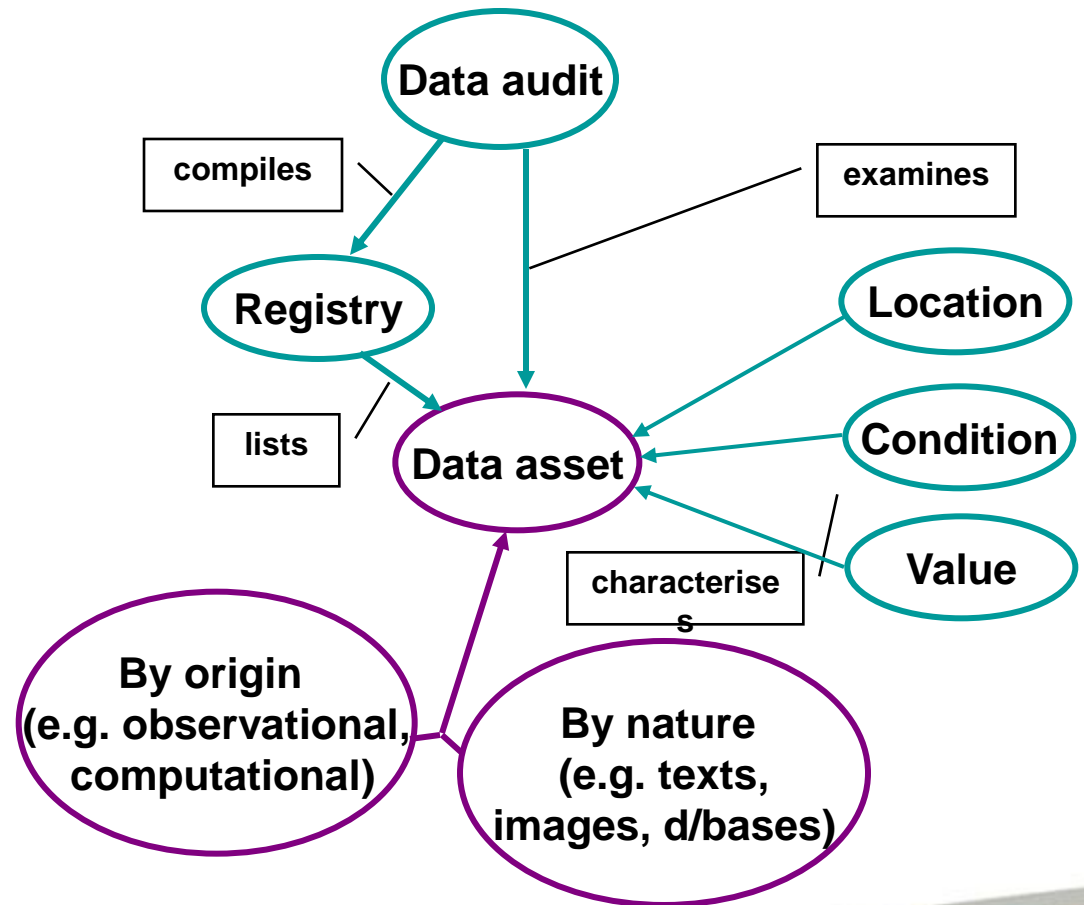 Data audit
compiles
examines
Registry
Location
lists
Data asset
Condition
characterise
s
Value
By origin
(e.g. observational,
computational)
By nature
(e.g. texts,
images, d/bases)